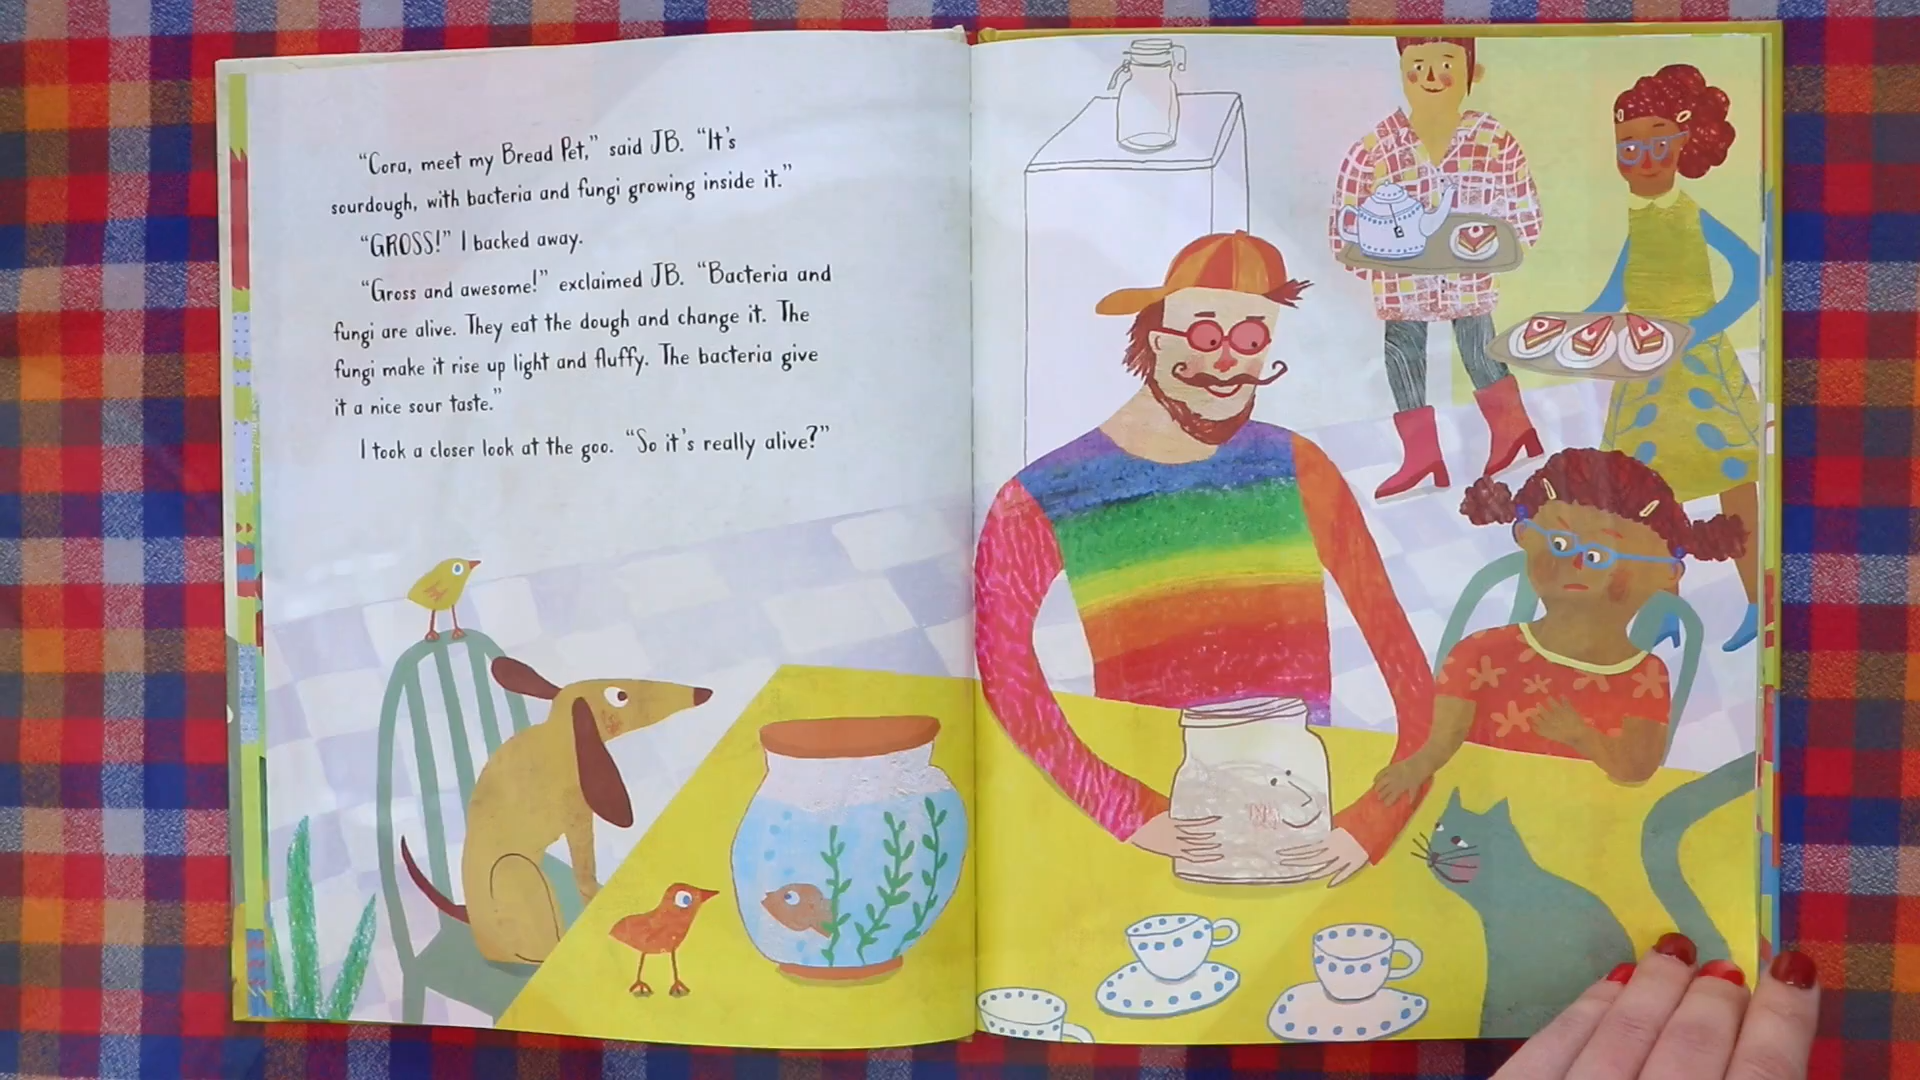 “Cora, meet my Bread Pet,” said JB. “It’s
sourdough, with bacteria and fungi growing inside it.”
“GROSS!” I backed away.
“Gross and awesome!” exclaimed JB. “Bacteria and
fungi are alive. They eat the dough and change it. The
fungi make it rise up light and fluffy. The bacteria give
it a nice sour taste.”
I took a closer look at the goo. “So it’s really alive?”